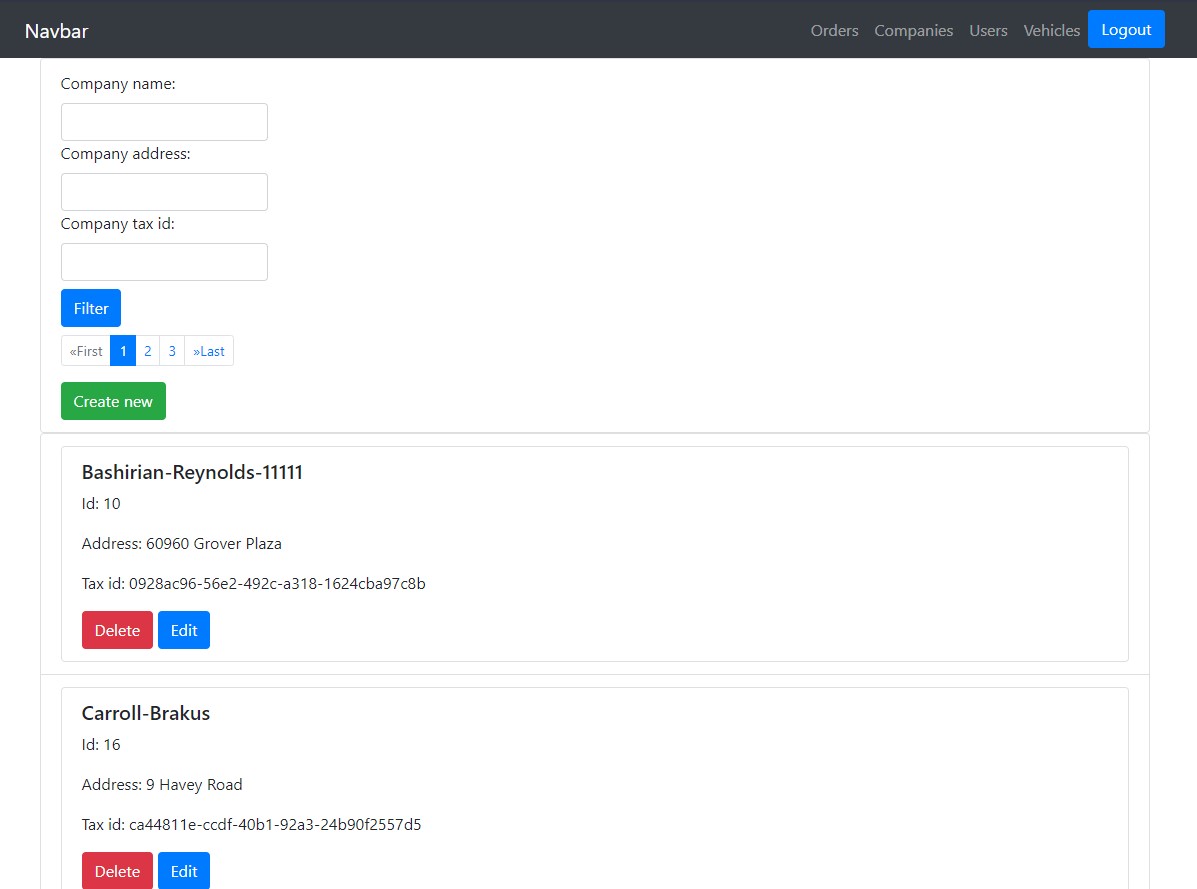 Navbar Orders Companies Users Vehicles Logout
Company name:
Company address:
Company tax id:
Filter
«First 1 2 3 »Last
Create new
Bashirian-Reynolds-11111
Id: 10
Address: 60960 Grover Plaza
Tax id: 0928ac96-56e2-492c-a318-1624cba97c8b
Delete Edit
Carroll-Brakus
Id: 16
Address: 9 Havey Road
Tax id: ca44811e-ccdf-40b1-92a3-24b90f2557d5
Delete Edit